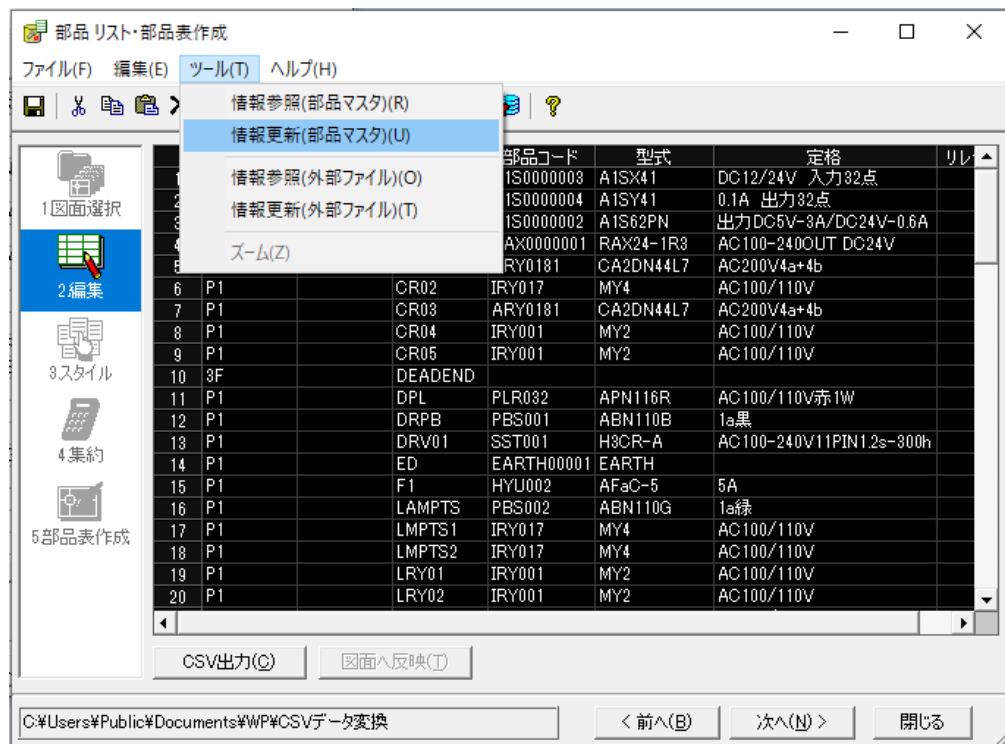 部品 リスト・部品表作成
ファイル(F) 編集(E) ツール(T) ヘルプ(H)
情報参照(部品マスタ)(R)
情報更新(部品マスタ)(U)
情報参照(外部ファイル)(O)
情報更新(外部ファイル)(T)
ズーム(Z)
1図面選択
2.編集
3.スタイル
4.集約
5部品表作成
部品コード 型式 定格 リレ
1 1S0000003 A1SX41 DC12/24V 入力32点
1S0000004 A1SY41 0.1A 出力32点
1S0000002 A1S62PN 出力DC5V-3A/DC24V-0.6A
AX0000001 RAX24-1R3 AC100-240OUT DC24V
RY0181 CA2DN44L7 AC200V4a+4b
6 P1 CR02 IRY017 MY4 AC100/110V
7 P1 CR03 ARY0181 CA2DN44L7 AC200V4a+4b
8 P1 CR04 IRY001 MY2 AC100/110V
9 P1 CR05 IRY001 MY2 AC100/110V
10 3F DEADEND
11 P1 DPL PLR032 APN116R AC100/110V赤1W
12 P1 DRPB PBS001 ABN110B 1a黒
13 P1 DRV01 SST001 H3CR-A AC100-240V11PIN1.2s-300h
14 P1 ED EARTH00001 EARTH
15 P1 F1 HYU002 AFaC-5 5A
16 P1 LAMPTS PBS002 ABN110G 1a緑
17 P1 LMPTS1 IRY017 MY4 AC100/110V
18 P1 LMPTS2 IRY017 MY4 AC100/110V
19 P1 LRY01 IRY001 MY2 AC100/110V
20 P1 LRY02 IRY001 MY2 AC100/110V
CSV出力(C) 図面へ反映(T)
C:¥Users¥Public¥Documents¥WP¥CSVデータ変換
< 前へ(B) 次へ(N) > 閉じる